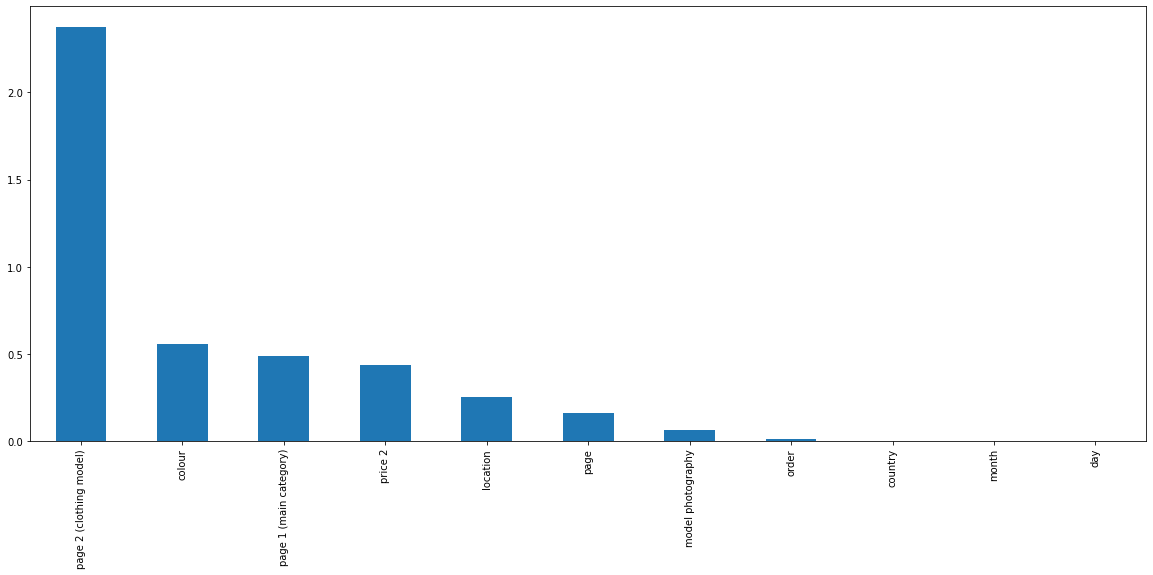 2.0
1.5
1.0
0.5
0.0
page 2 (clothing model)
colour
page 1 (main category)
price 2
location
page
model photography
order
country
month
day